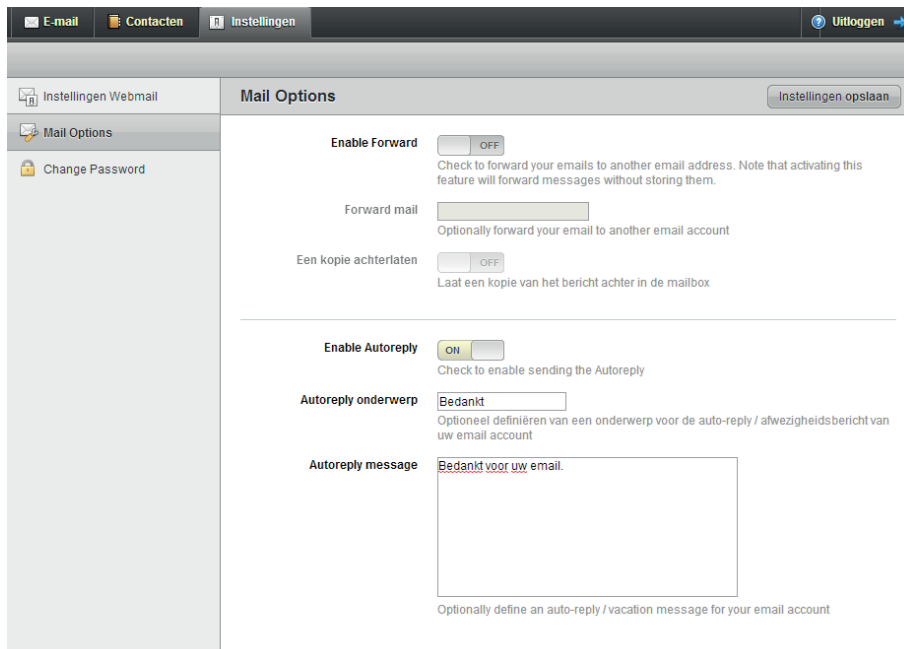 E-mail Contacten Instellingen Uitloggen
Instellingen Webmail
Mail Options
Change Password
Mail Options Instellingen opslaan
Enable Forward OFF
Check to forward your emails to another email address. Note that activating this
feature will forward messages without storing them.
Forward mail
Optionally forward your email to another email account
Een kopie achterlaten OFF
Laat een kopie van het bericht achter in de mailbox
Enable Autoreply ON
Check to enable sending the Autoreply
Autoreply onderwerp Bedankt
Optioneel definiëren van een onderwerp voor de auto-reply / afwezigheidsbericht van
uw email account
Autoreply message Bedankt voor uw email.
Optionally define an auto-reply / vacation message for your email account